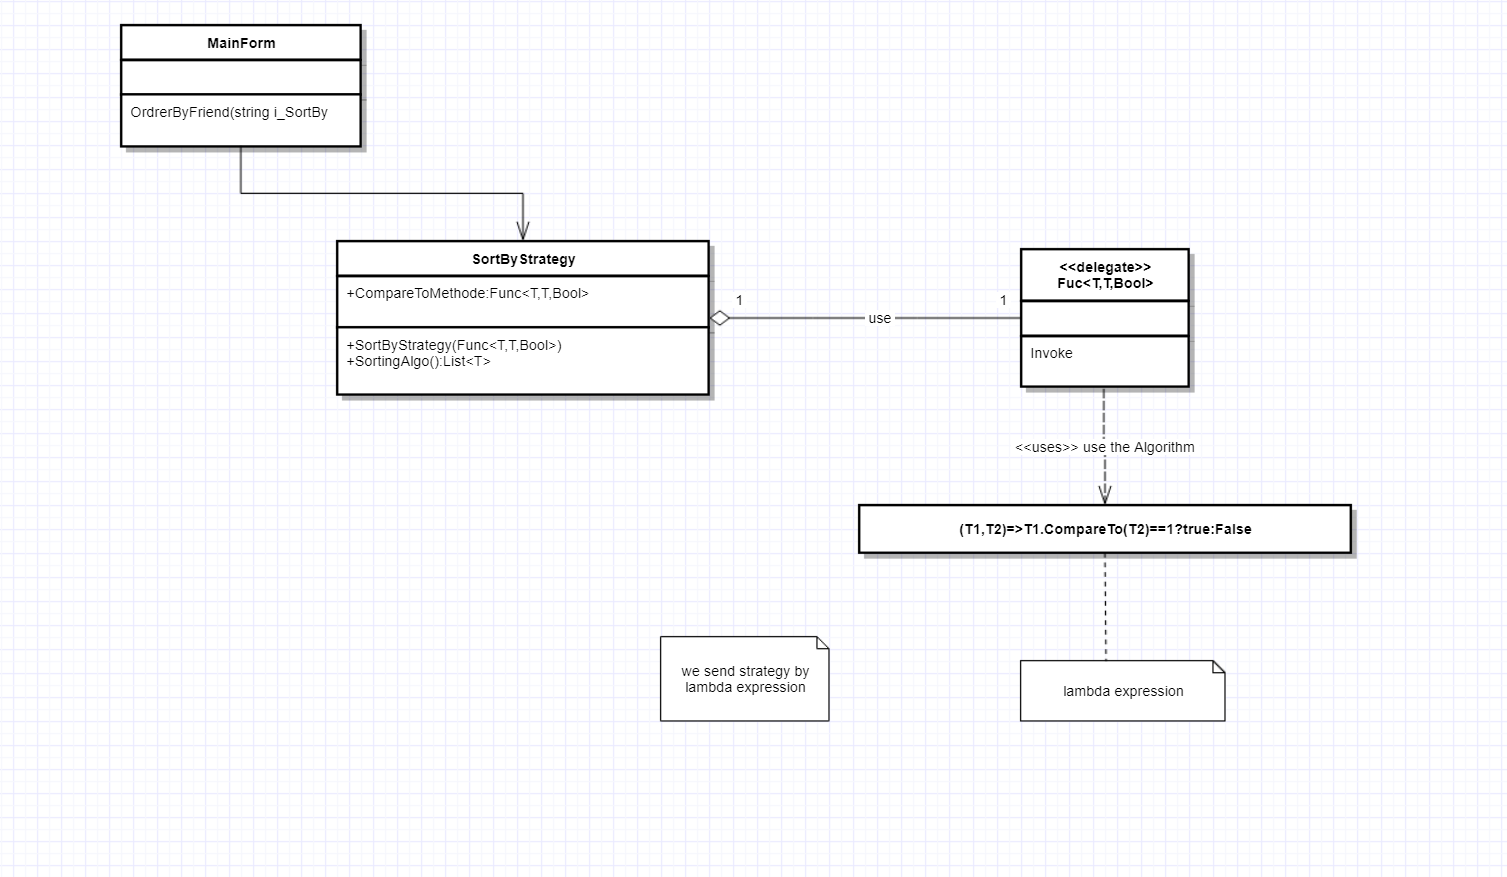 MainForm
OrdrerByFriend(string i_SortBy
SortByStrategy
+CompareToMethode:Func<T,T,Bool>
+SortByStrategy(Func<T,T,Bool>)
+SortingAlgo():List<T>
1
use
1
<<delegate>>
Fuc<T,T,Bool>
Invoke
<<uses>> use the Algorithm
(T1,T2)=>T1.CompareTo(T2)==1?true:False
we send strategy by
lambda expression
lambda expression